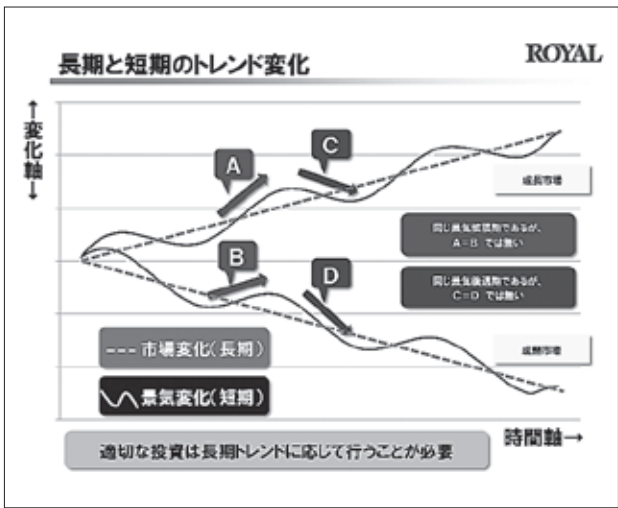 長期と短期のトレンド変化
ROYAL
←変化軸→
A
C
成長市場
同じ景気拡張期であるが、
A=B では無い
B
D
同じ景気後退期であるが、
C=D では無い
成熟市場
--- 市場変化(長期)
景気変化(短期)
時間軸→
適切な投資は長期トレンドに応じて行うことが必要